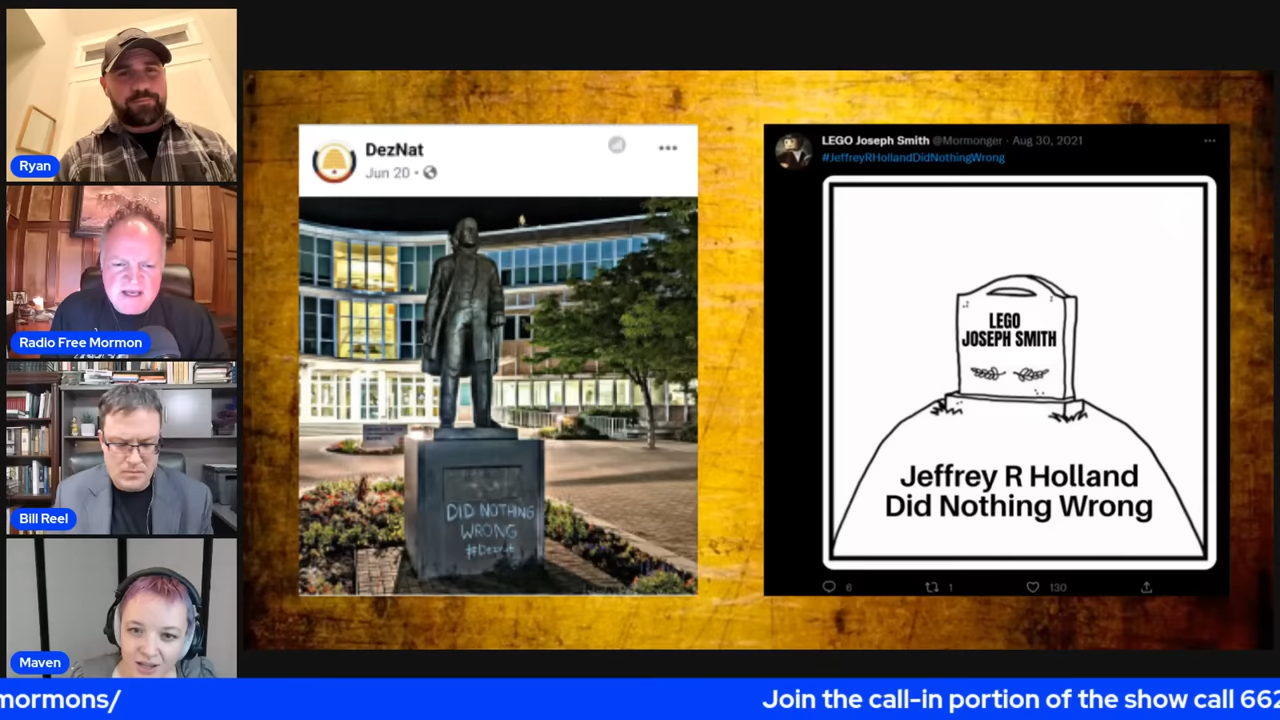 Ryan
Radio Free Mormon
Bill Reel
Maven
DezNat
Jun 20
DID NOTHING
WRONG
#Deznat
LEGO Joseph Smith @Mormonger · Aug 30, 2021
#JeffreyRHollandDidNothingWrong
LEGO
JOSEPH SMITH
Jeffrey R Holland
Did Nothing Wrong
6 1 130
mormons/ Join the call-in portion of the show call 662